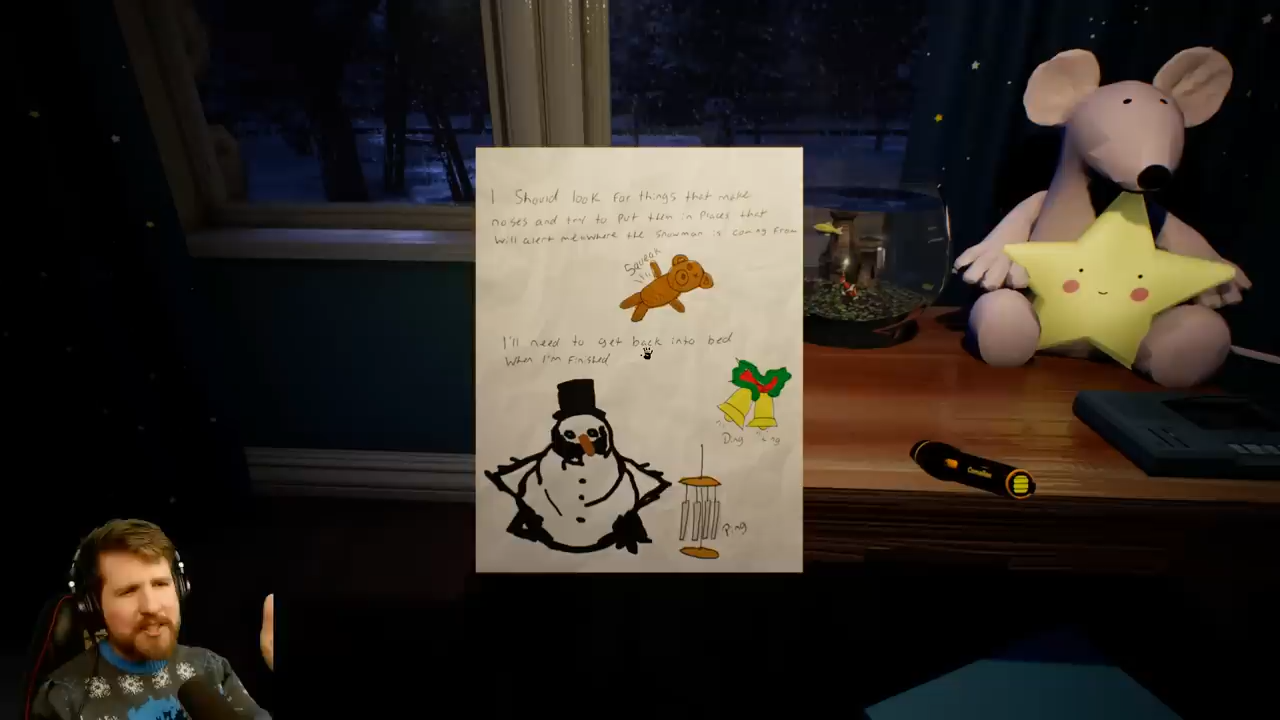 I Should look for things that make
noises and try to Put them in Places that
will alert me where the snowman is coming from
Squeak
I'll need to get back into bed
when I'm finished
Ding
Ping